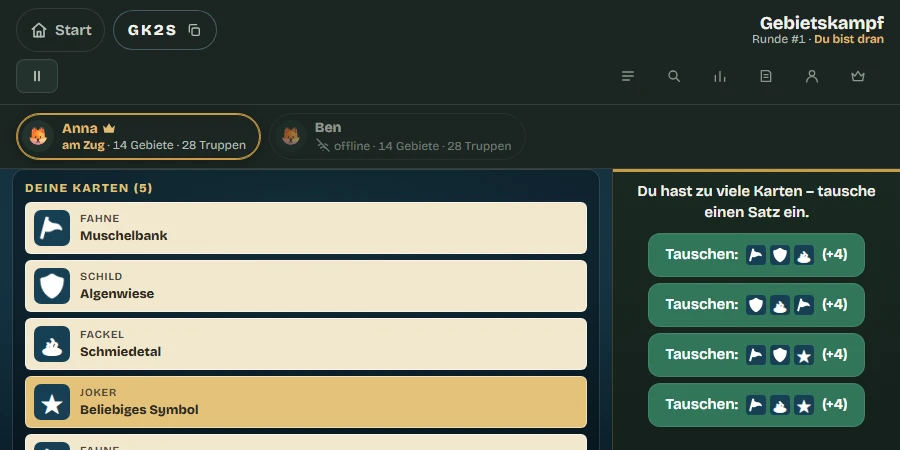 Start
GK2S
Gebietskampf
Runde #1 · Du bist dran
Anna
am Zug · 14 Gebiete · 28 Truppen
Ben
offline · 14 Gebiete · 28 Truppen
DEINE KARTEN (5)
FAHNE
Muschelbank
SCHILD
Algenwiese
FACKEL
Schmiedetal
JOKER
Beliebiges Symbol
FAHNE
Du hast zu viele Karten – tausche
einen Satz ein.
Tauschen: (+4)
Tauschen: (+4)
Tauschen: (+4)
Tauschen: (+4)